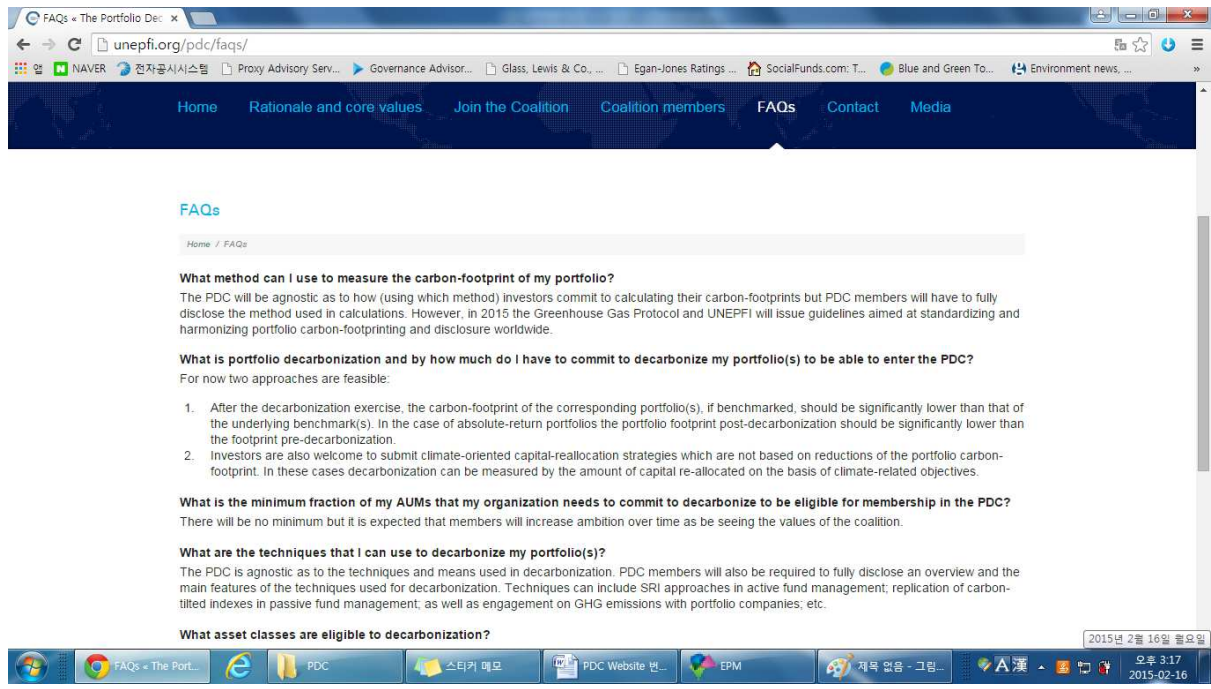 FAQs « The Portfolio Dec
unepfi.org/pdc/faqs/
앱 NAVER 전자공시시스템 Proxy Advisory Serv... Governance Advisor... Glass, Lewis & Co., ... Egan-Jones Ratings ... SocialFunds.com: T... Blue and Green To... Environment news, ... »
Home Rationale and core values Join the Coalition Coalition members FAQs Contact Media
FAQs
Home / FAQs
What method can I use to measure the carbon-footprint of my portfolio?
The PDC will be agnostic as to how (using which method) investors commit to calculating their carbon-footprints but PDC members will have to fully
disclose the method used in calculations. However, in 2015 the Greenhouse Gas Protocol and UNEPFI will issue guidelines aimed at standardizing and
harmonizing portfolio carbon-footprinting and disclosure worldwide.
What is portfolio decarbonization and by how much do I have to commit to decarbonize my portfolio(s) to be able to enter the PDC?
For now two approaches are feasible:
1. After the decarbonization exercise, the carbon-footprint of the corresponding portfolio(s), if benchmarked, should be significantly lower than that of
the underlying benchmark(s). In the case of absolute-return portfolios the portfolio footprint post-decarbonization should be significantly lower than
the footprint pre-decarbonization.
2. Investors are also welcome to submit climate-oriented capital-reallocation strategies which are not based on reductions of the portfolio carbon-
footprint. In these cases decarbonization can be measured by the amount of capital re-allocated on the basis of climate-related objectives.
What is the minimum fraction of my AUMs that my organization needs to commit to decarbonize to be eligible for membership in the PDC?
There will be no minimum but it is expected that members will increase ambition over time as be seeing the values of the coalition.
What are the techniques that I can use to decarbonize my portfolio(s)?
The PDC is agnostic as to the techniques and means used in decarbonization. PDC members will also be required to fully disclose an overview and the
main features of the techniques used for decarbonization. Techniques can include SRI approaches in active fund management; replication of carbon-
tilted indexes in passive fund management; as well as engagement on GHG emissions with portfolio companies; etc.
What asset classes are eligible to decarbonization?
2015년 2월 16일 월요일
FAQs « The Port... PDC 스티커 메모 PDC Website 번... EPM 제목 없음 - 그림... A 漢 오후 3:17
2015-02-16